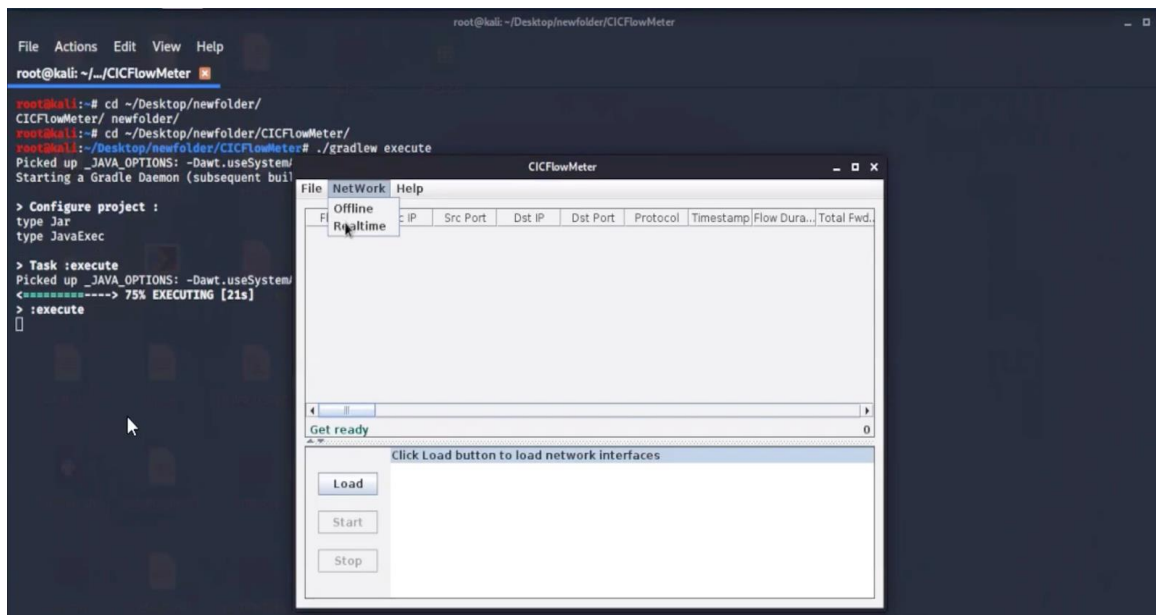 root@kali: ~/Desktop/newfolder/CICFlowMeter
File Actions Edit View Help
root@kali: ~/.../CICFlowMeter
root@kali:~# cd ~/Desktop/newfolder/
CICFlowMeter/ newfolder/
root@kali:~# cd ~/Desktop/newfolder/CICFlowMeter/
root@kali:~/Desktop/newfolder/CICFlowMeter# ./gradlew execute
Picked up _JAVA_OPTIONS: -Dawt.useSystemA
Starting a Gradle Daemon (subsequent buil
> Configure project :
type Jar
type JavaExec
> Task :execute
Picked up _JAVA_OPTIONS: -Dawt.useSystemA
<=========----> 75% EXECUTING [21s]
> :execute
CICFlowMeter
File NetWork Help
Offline
Realtime
Fl c IP Src Port Dst IP Dst Port Protocol Timestamp Flow Dura... Total Fwd..
Get ready 0
Click Load button to load network interfaces
Load
Start
Stop